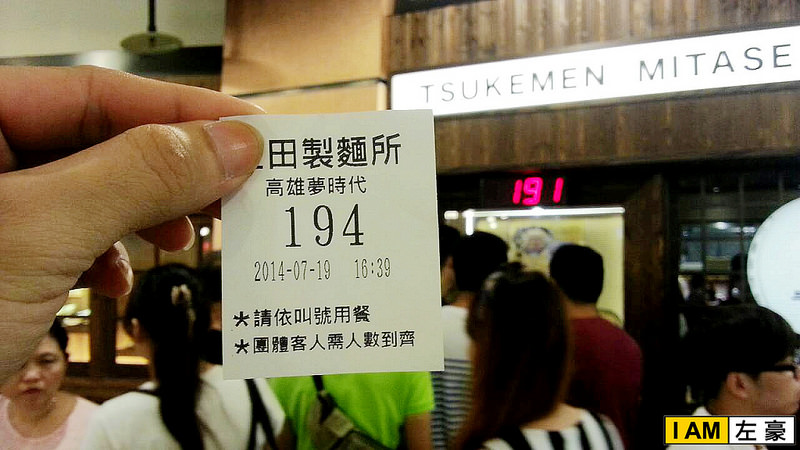 TSUKEMEN MITASE
田製麵所
高雄夢時代
191
194
2014-07-19 16:39
*請依叫號用餐
*團體客人需人數到齊
I AM 左豪